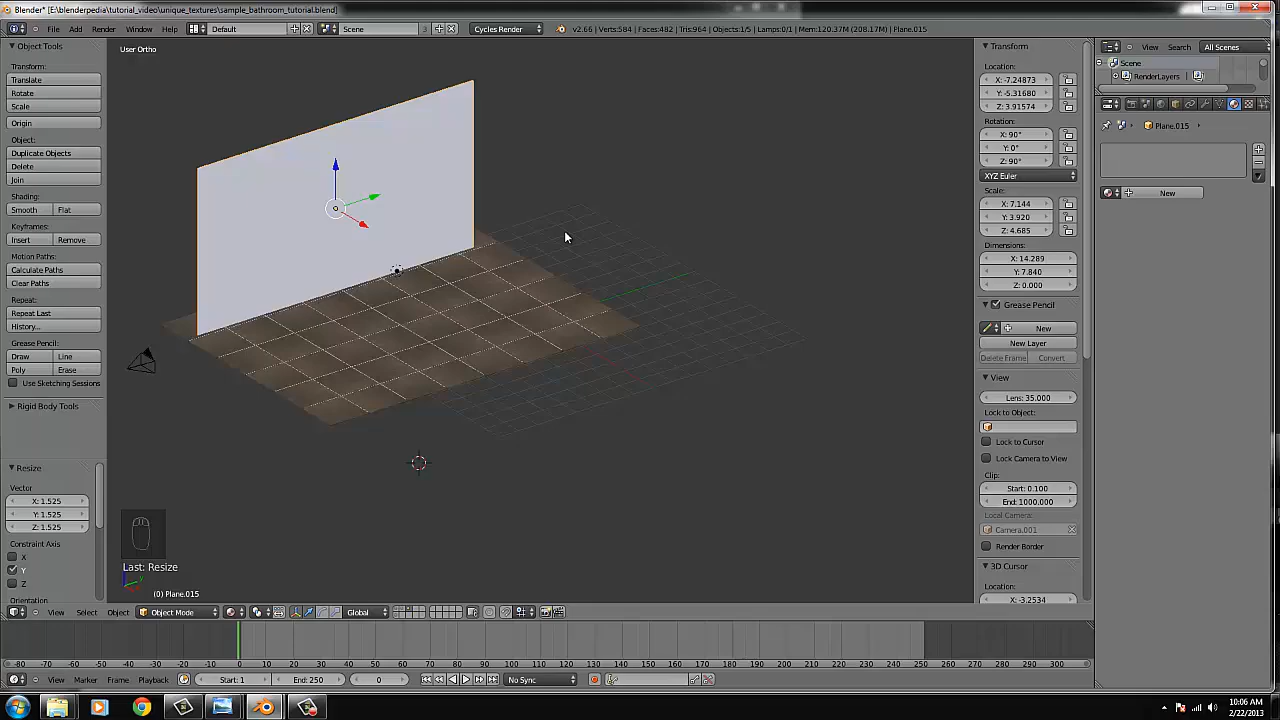 Blender* [E:\blenderpedia\tutorial_video\unique_textures\sample_bathroom_tutorial.blend]
File Add Render Window Help Default Scene 3 Cycles Render v2.66 | Verts:584 | Faces:482 | Tris:964 | Objects:1/5 | Lamps:0/1 | Mem:120.37M (208.17M) | Plane.015
Object Tools
Transform:
Translate
Rotate
Scale
Origin
Object:
Duplicate Objects
Delete
Join
Shading:
Smooth Flat
Keyframes:
Insert Remove
Motion Paths:
Calculate Paths
Clear Paths
Repeat:
Repeat Last
History...
Grease Pencil:
Draw Line
Poly Erase
Use Sketching Sessions
Rigid Body Tools
Resize
Vector
X: 1.525
Y: 1.525
Z: 1.525
Constraint Axis
X
Y
Z
Orientation
User Ortho
Last: Resize
(0) Plane.015
Transform
Location:
X: -7.24873
Y: -5.31680
Z: 3.91574
Rotation:
X: 90°
Y: 0°
Z: 90°
XYZ Euler
Scale:
X: 7.144
Y: 3.920
Z: 4.685
Dimensions:
X: 14.289
Y: 7.840
Z: 0.000
Grease Pencil
New
New Layer
Delete Frame Convert
View
Lens: 35.000
Lock to Object:
Lock to Cursor
Lock Camera to View
Clip:
Start: 0.100
End: 1000.000
Local Camera:
Camera.001
Render Border
3D Cursor
Location:
X: -3.2534
View Search All Scenes
Scene
RenderLayers
Plane.015
New
View Select Object Object Mode Global
-80 -70 -60 -50 -40 -30 -20 -10 0 10 20 30 40 50 60 70 80 90 100 110 120 130 140 150 160 170 180 190 200 210 220 230 240 250 260 270 280 290 300
View Marker Frame Playback Start: 1 End: 250 0 No Sync
10:06 AM
2/22/2013